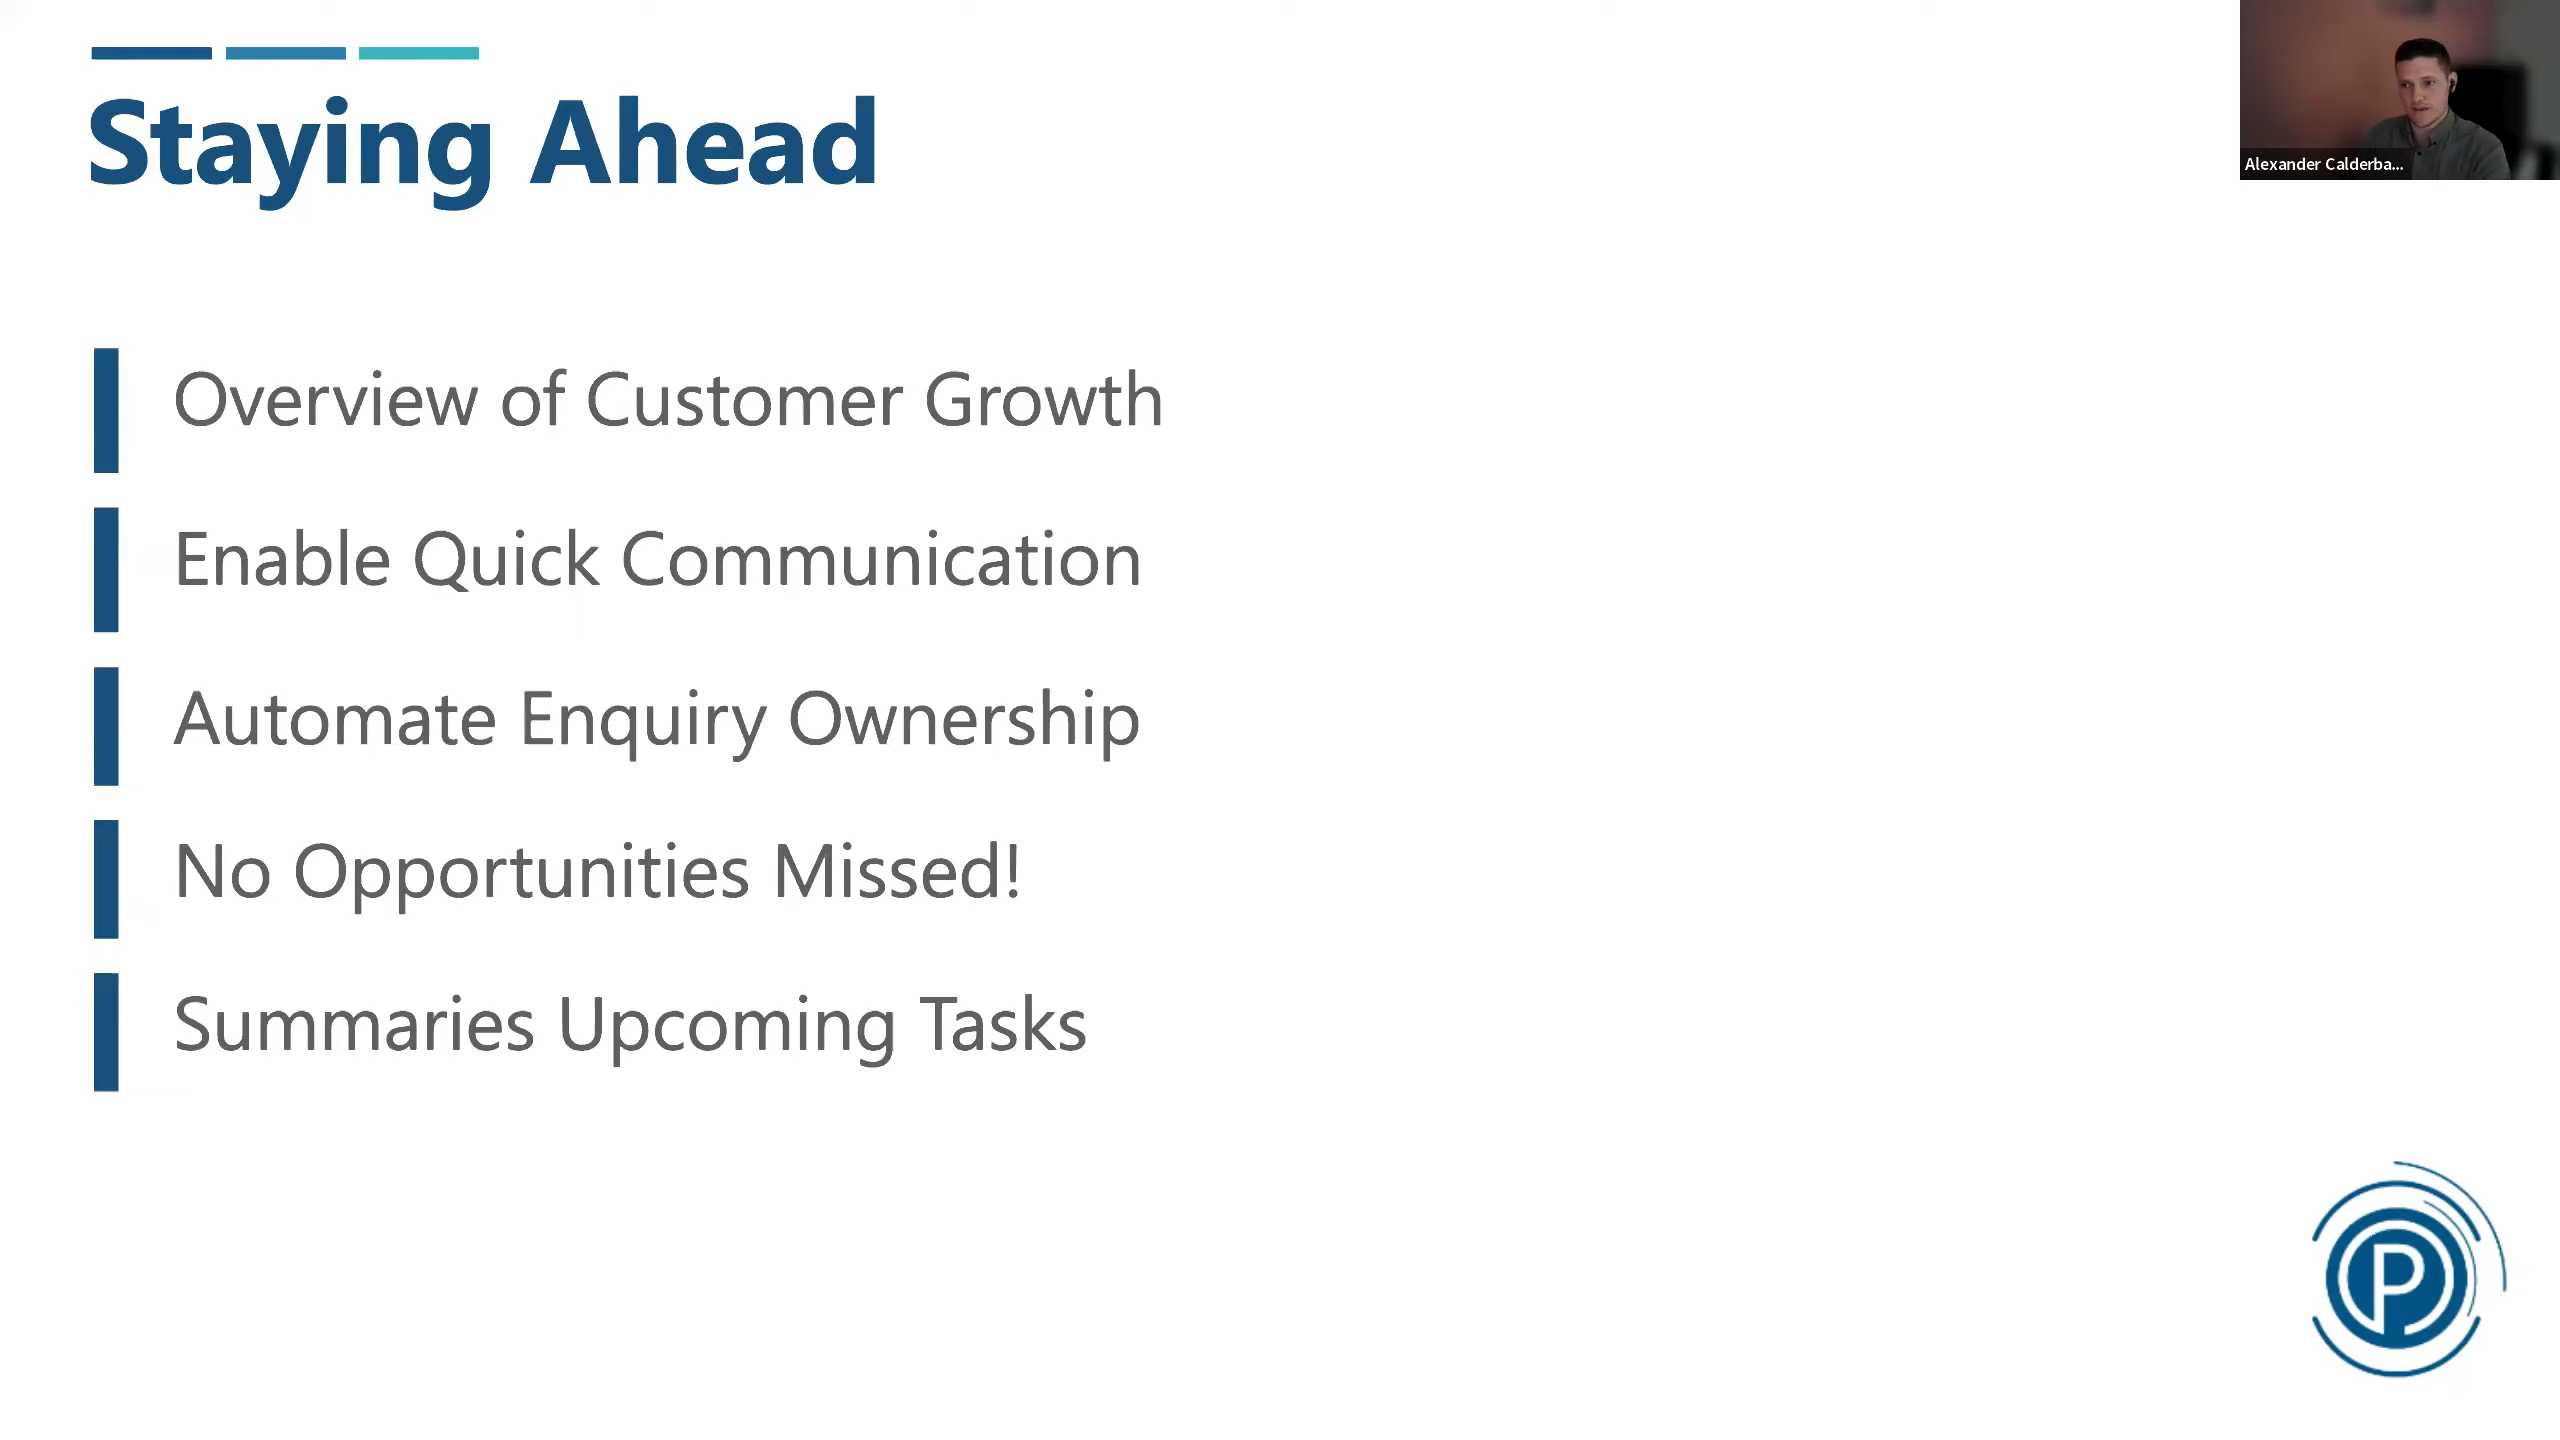 Staying Ahead
Alexander Calderba...
Overview of Customer Growth
Enable Quick Communication
Automate Enquiry Ownership
No Opportunities Missed!
Summaries Upcoming Tasks
P